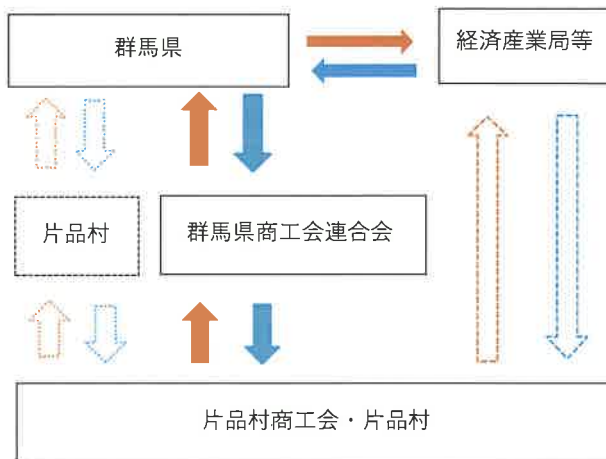 群馬県
経済産業局等
片品村
群馬県商工会連合会
片品村商工会・片品村